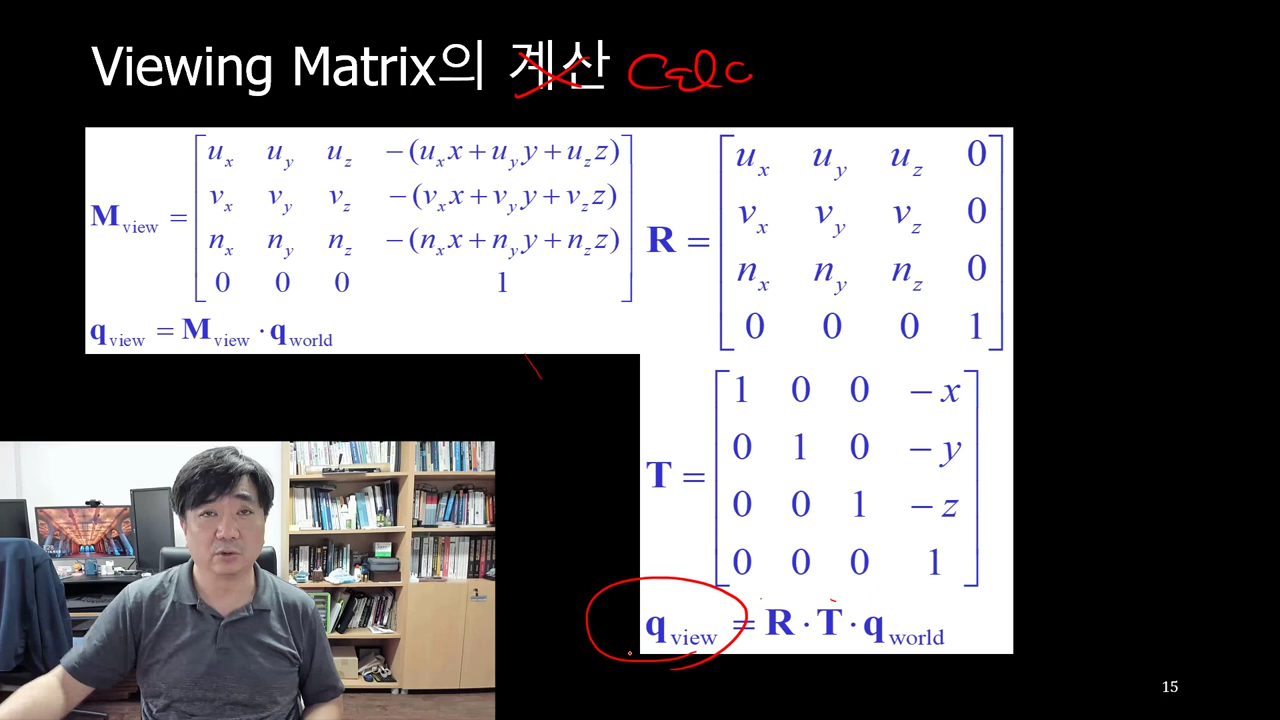 Viewing Matrix의 계산 Calc
M view = [ u_x u_y u_z −(u_x x + u_y y + u_z z)
v_x v_y v_z −(v_x x + v_y y + v_z z)
n_x n_y n_z −(n_x x + n_y y + n_z z)
0 0 0 1 ]
q view = M view · q world
R = [ u_x u_y u_z 0
v_x v_y v_z 0
n_x n_y n_z 0
0 0 0 1 ]
T = [ 1 0 0 −x
0 1 0 −y
0 0 1 −z
0 0 0 1 ]
q view = R · T · q world
15